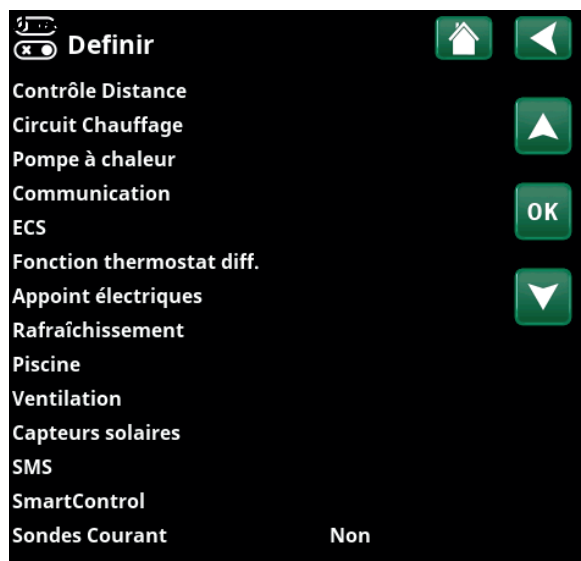 Definir
Contrôle Distance
Circuit Chauffage
Pompe à chaleur
Communication
ECS
OK
Fonction thermostat diff.
Appoint électriques
Rafraîchissement
Piscine
Ventilation
Capteurs solaires
SMS
SmartControl
Sondes Courant Non